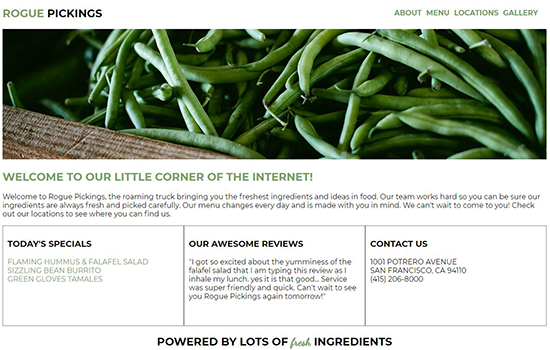 ROGUE PICKINGS
ABOUT MENU LOCATIONS GALLERY
WELCOME TO OUR LITTLE CORNER OF THE INTERNET!
Welcome to Rogue Pickings, the roaming truck bringing you the freshest ingredients and ideas in food. Our team works hard so you can be sure our
ingredients are always fresh and picked carefully. Our menu changes every day and is made with you in mind. We can't wait to come to you! Check
out our locations to see where you can find us.
TODAY'S SPECIALS
FLAMING HUMMUS & FALAFEL SALAD
SIZZLING BEAN BURRITO
GREEN GLOVES TAMALES
OUR AWESOME REVIEWS
"I got so excited about the yumminess of the
falafel salad that I am typing this review as I
inhale my lunch. yes it is that good... Service
was super friendly and quick. Can't wait to see
you Rogue Pickings again tomorrow!"
CONTACT US
1001 POTRERO AVENUE
SAN FRANCISCO, CA 94110
(415) 206-8000
POWERED BY LOTS OF fresh INGREDIENTS